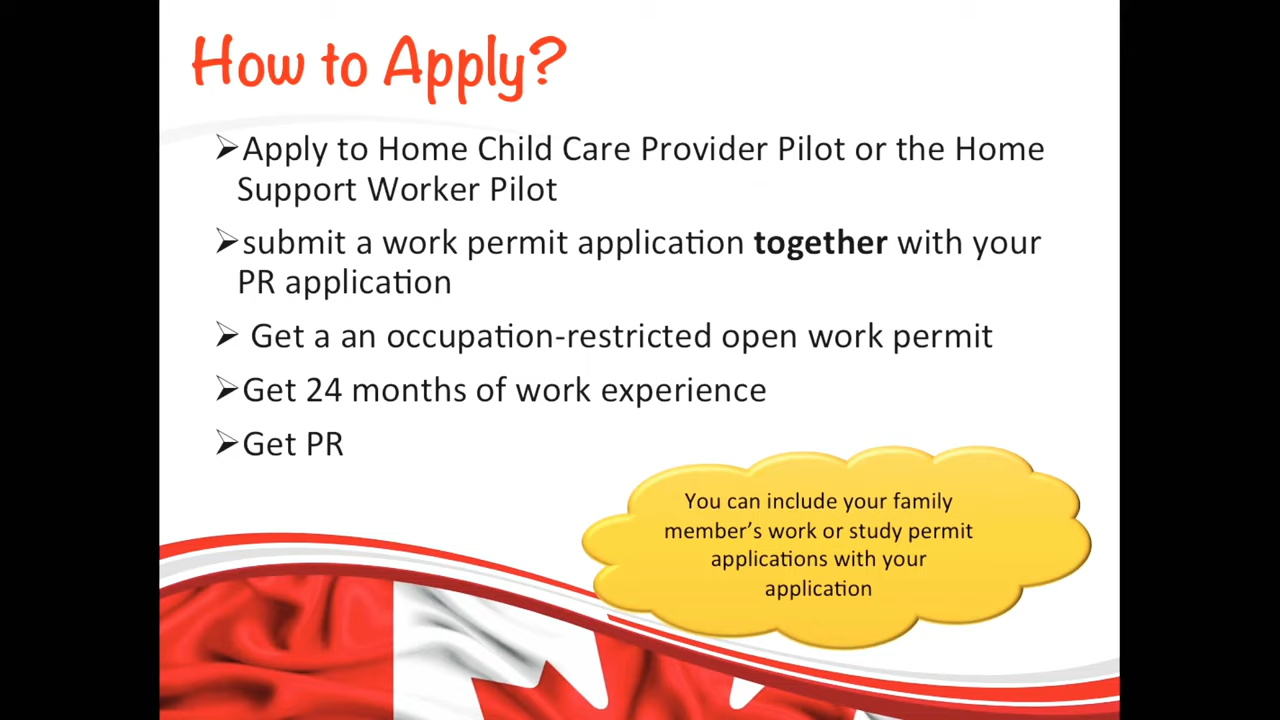 How to Apply?
➢Apply to Home Child Care Provider Pilot or the Home
Support Worker Pilot
➢submit a work permit application together with your
PR application
➢ Get a an occupation-restricted open work permit
➢Get 24 months of work experience
➢Get PR
You can include your family
member’s work or study permit
applications with your
application